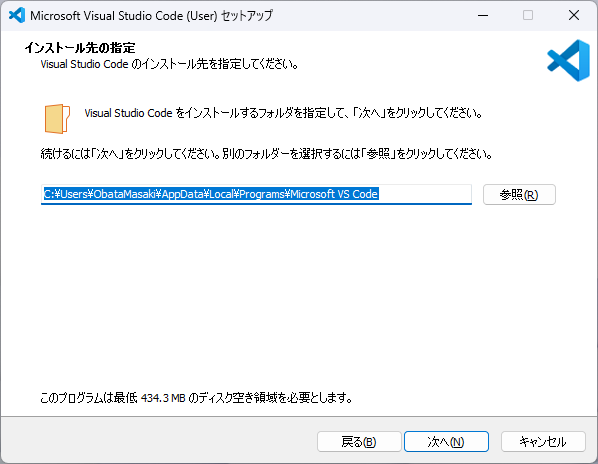 Microsoft Visual Studio Code (User) セットアップ
インストール先の指定
Visual Studio Code のインストール先を指定してください。
Visual Studio Code をインストールするフォルダを指定して、「次へ」をクリックしてください。
続けるには「次へ」をクリックしてください。別のフォルダーを選択するには「参照」をクリックしてください。
C:¥Users¥ObataMasaki¥AppData¥Local¥Programs¥Microsoft VS Code
参照(R)
このプログラムは最低 434.3 MB のディスク空き領域を必要とします。
戻る(B)
次へ(N)
キャンセル